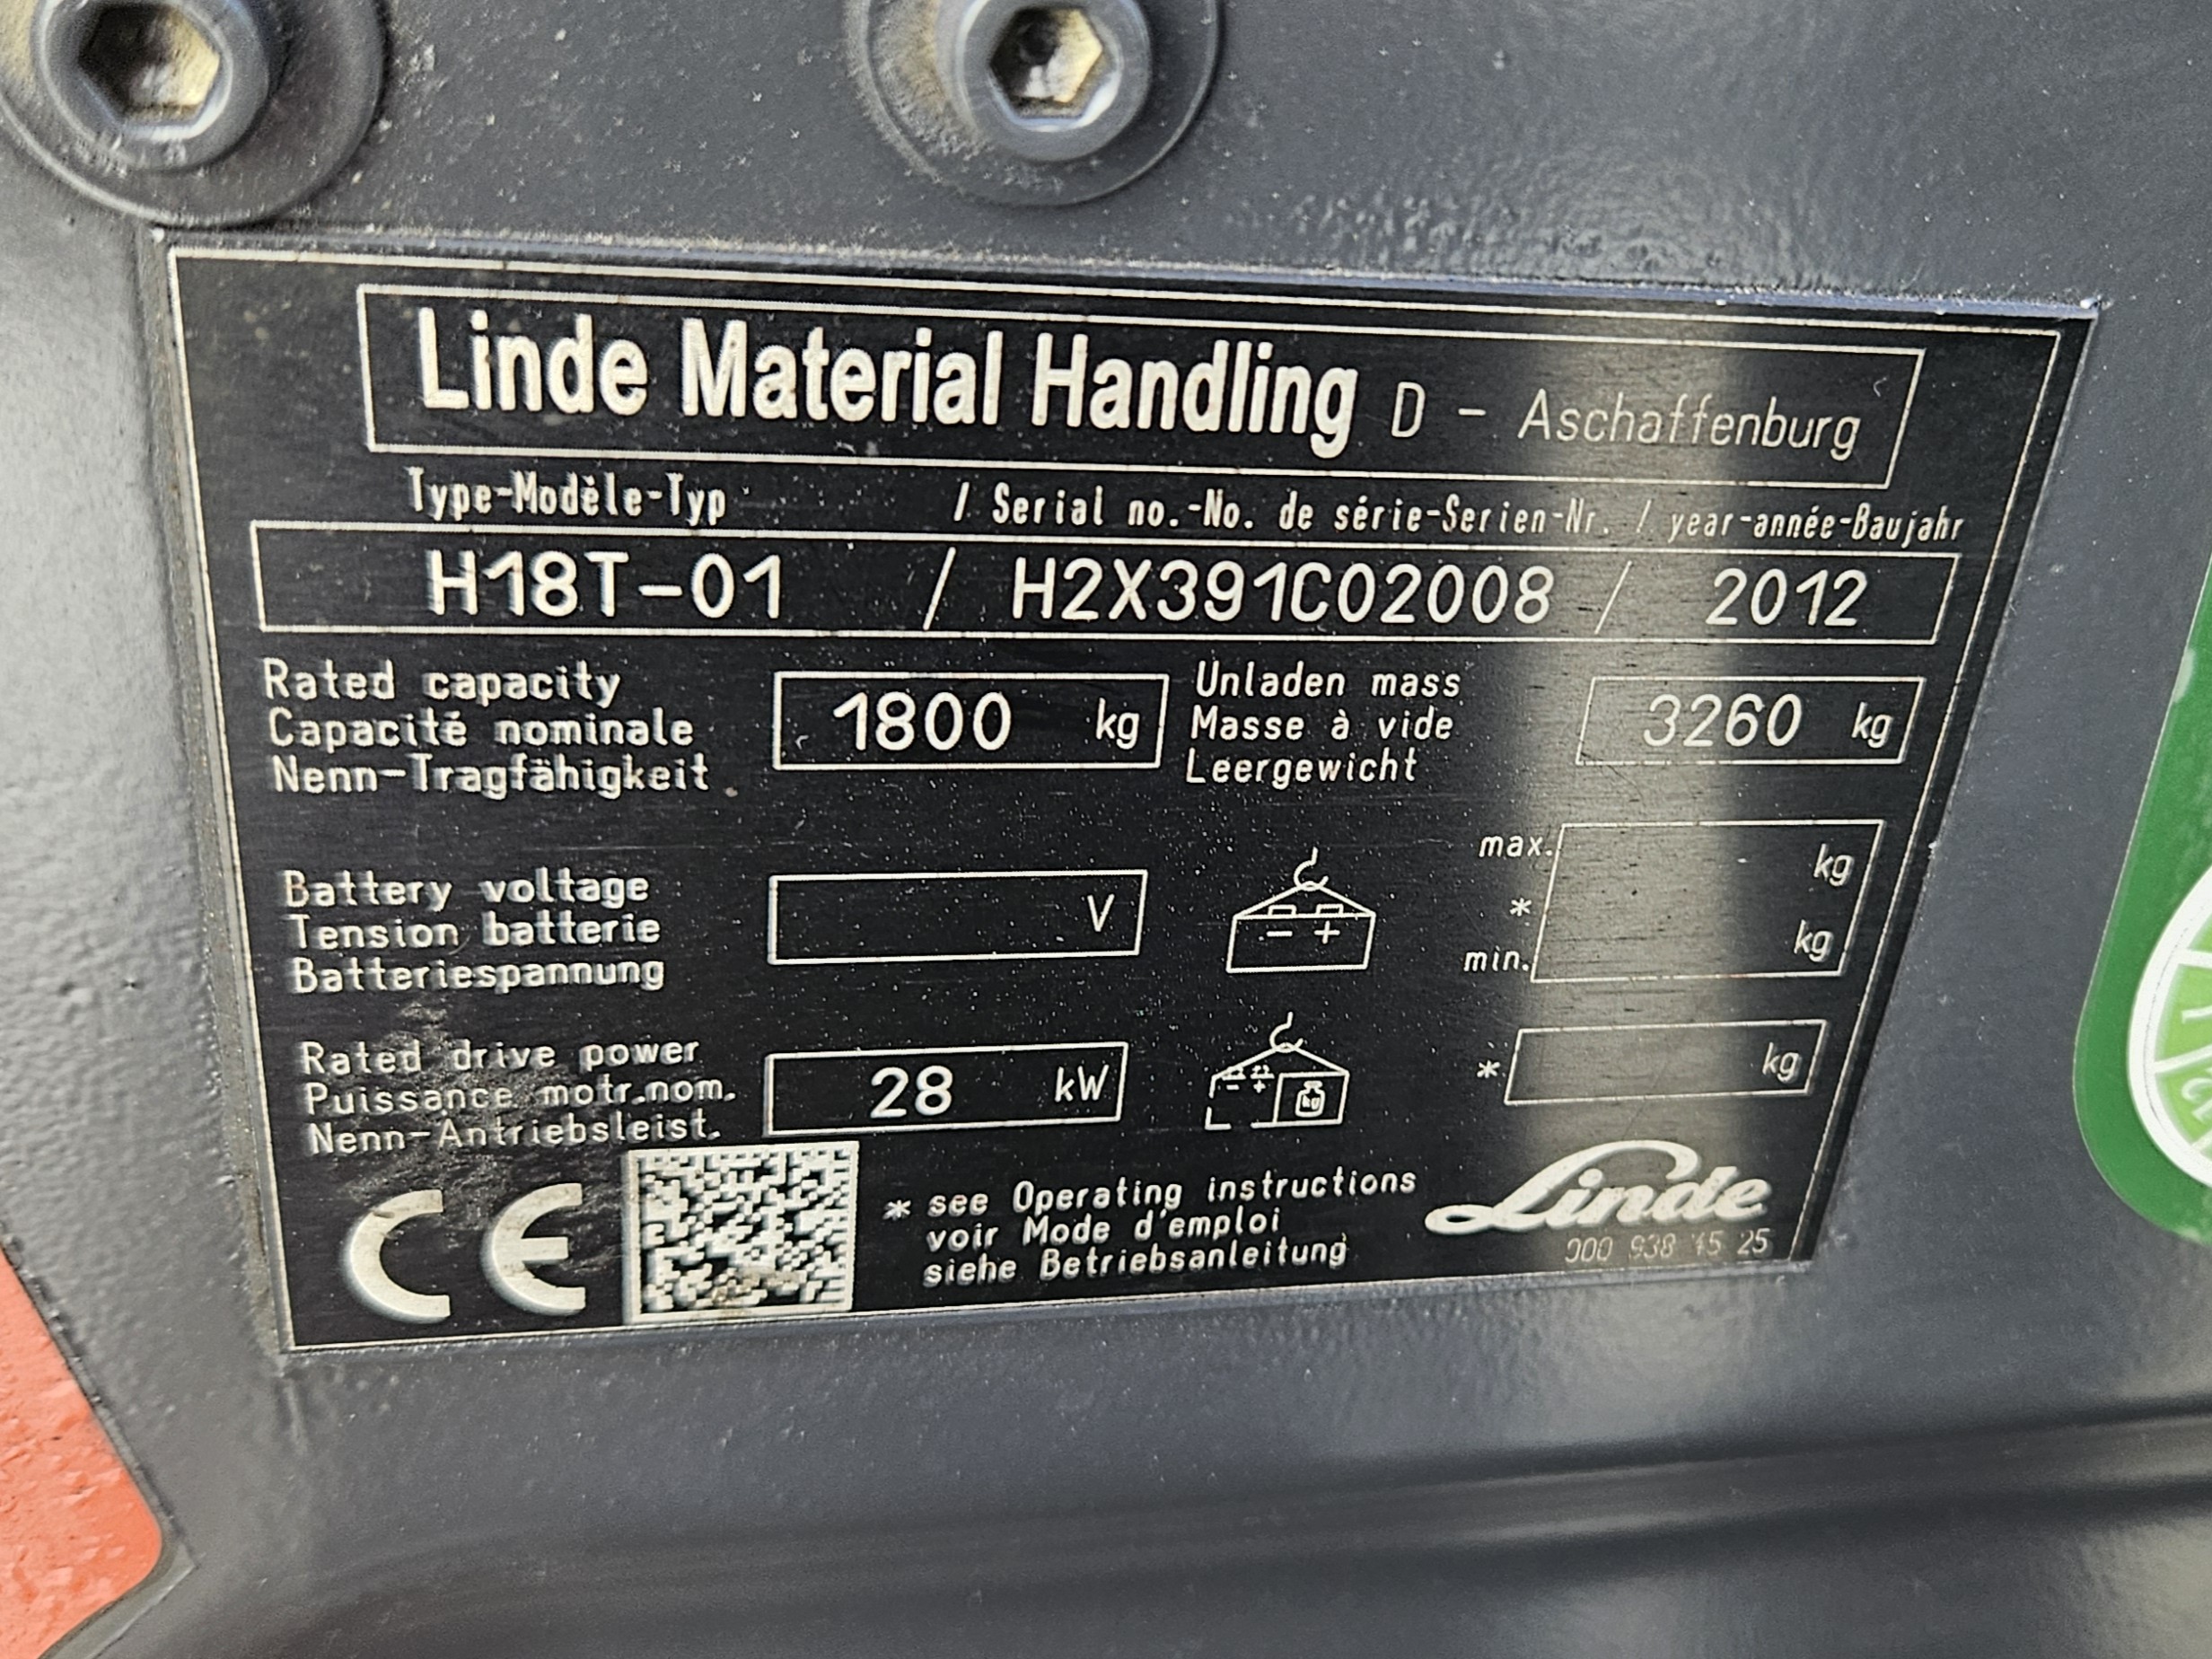 Linde Material Handling D - Aschaffenburg
Type-Modèle-Typ / Serial no.-No. de série-Serien-Nr. / year-année-Baujahr
H18T-01 / H2X391C02008 / 2012
Rated capacity
Capacité nominale
Nenn-Tragfähigkeit
1800 kg
Unladen mass
Masse à vide
Leergewicht
3260 kg
Battery voltage
Tension batterie
Batteriespannung
V
- +
max. kg
*
min. kg
Rated drive power
Puissance motr.nom.
Nenn-Antriebsleist.
28 kW
- +
kg
* kg
CE
* see Operating instructions
voir Mode d'emploi
siehe Betriebsanleitung
Linde
000 938 45 25